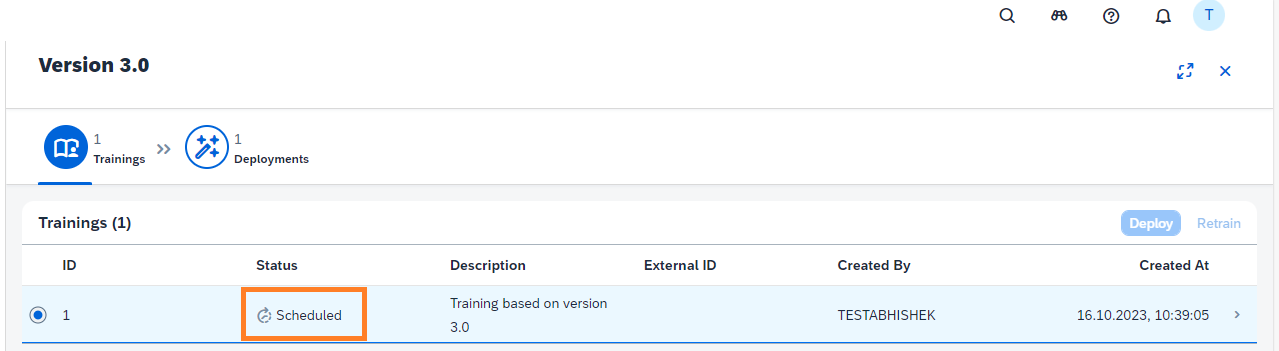 T
Version 3.0
1
Trainings
1
Deployments
Trainings (1)
Deploy
Retrain
ID
Status
Description
External ID
Created By
Created At
1
Scheduled
Training based on version
3.0
TESTABHISHEK
16.10.2023, 10:39:05